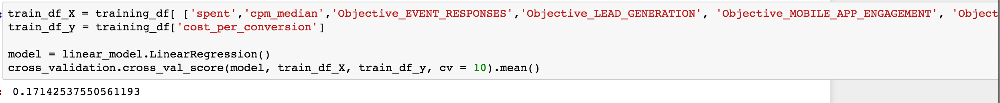 train_df_X = training_df[ ['spent','cpm_median','Objective_EVENT_RESPONSES','Objective_LEAD_GENERATION', 'Objective_MOBILE_APP_ENGAGEMENT', 'Object
train_df_y = training_df['cost_per_conversion']
model = linear_model.LinearRegression()
cross_validation.cross_val_score(model, train_df_X, train_df_y, cv = 10).mean()
: 0.17142537550561193